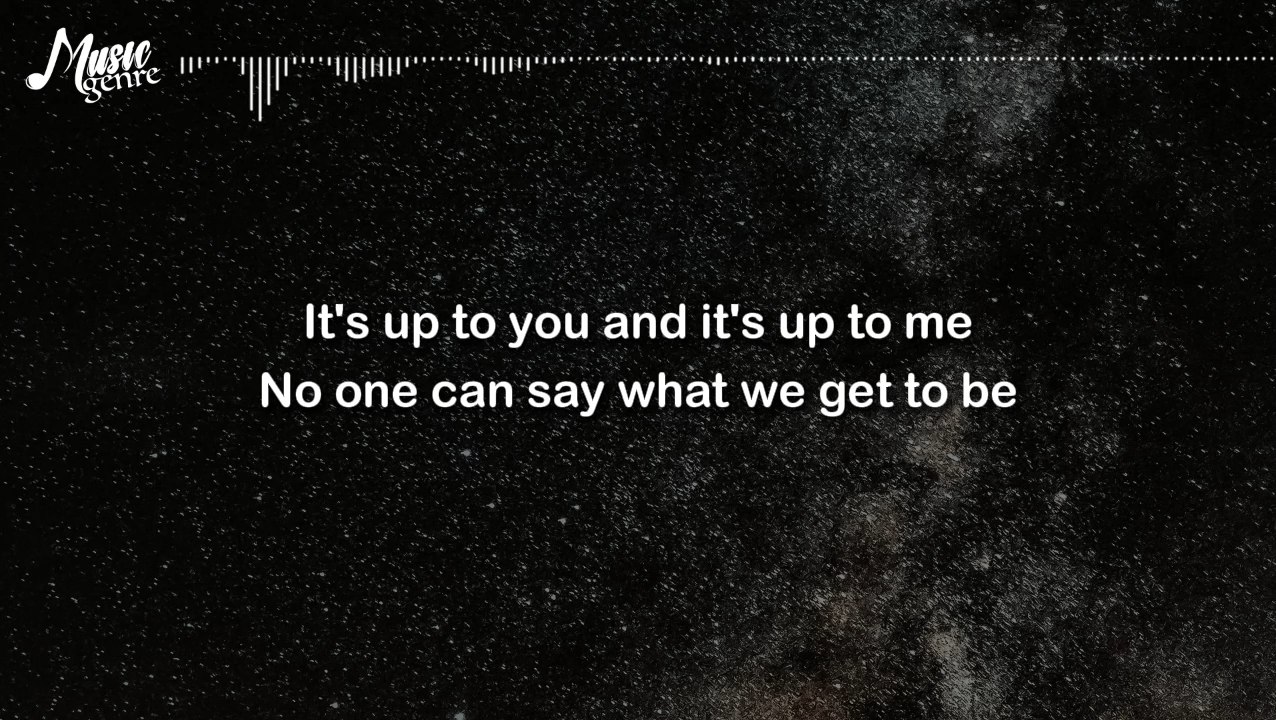 Music
genre
It's up to you and it's up to me
No one can say what we get to be